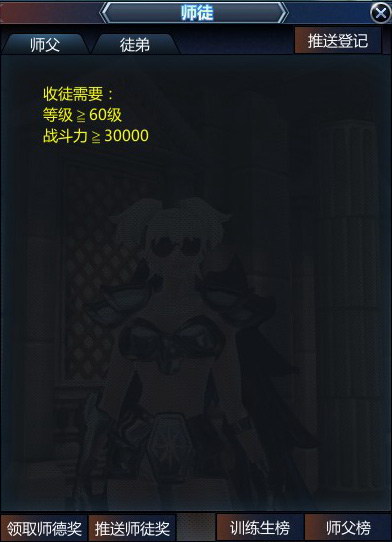 师徒
师父 徒弟 推送登记
收徒需要：
等级≧60级
战斗力≧30000
领取师德奖 推送师徒奖 训练生榜 师父榜